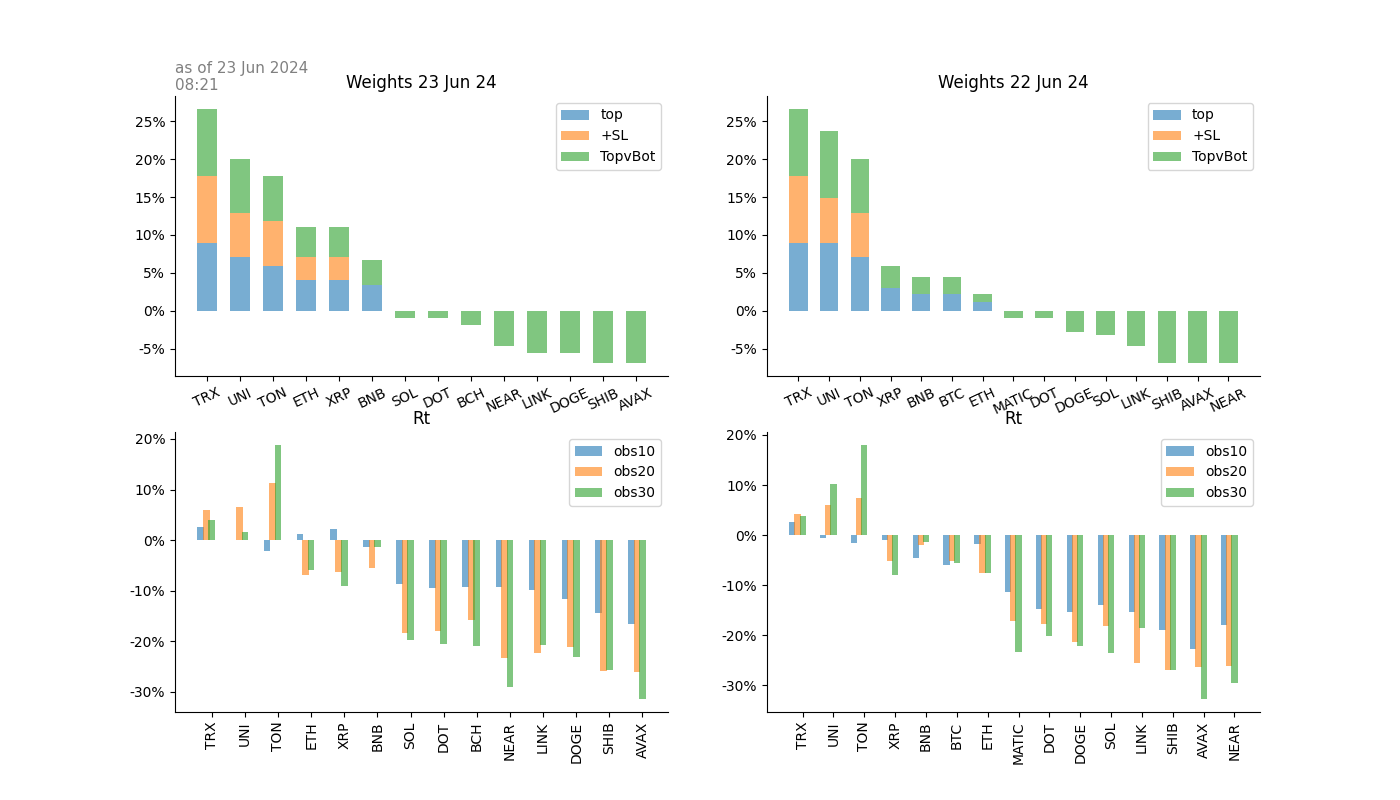 as of 23 Jun 2024
08:21
Weights 23 Jun 24
25%
20%
15%
10%
5%
0%
-5%
top
+SL
TopvBot
TRX UNI TON ETH XRP BNB SOL DOT BCH NEAR LINK DOGE SHIB AVAX
Weights 22 Jun 24
25%
20%
15%
10%
5%
0%
-5%
top
+SL
TopvBot
TRX UNI TON XRP BNB BTC ETH MATIC DOT DOGE SOL LINK SHIB AVAX NEAR
Rt
20%
10%
0%
-10%
-20%
-30%
obs10
obs20
obs30
TRX UNI TON ETH XRP BNB SOL DOT BCH NEAR LINK DOGE SHIB AVAX
Rt
20%
10%
0%
-10%
-20%
-30%
obs10
obs20
obs30
TRX UNI TON XRP BNB BTC ETH MATIC DOT DOGE SOL LINK SHIB AVAX NEAR